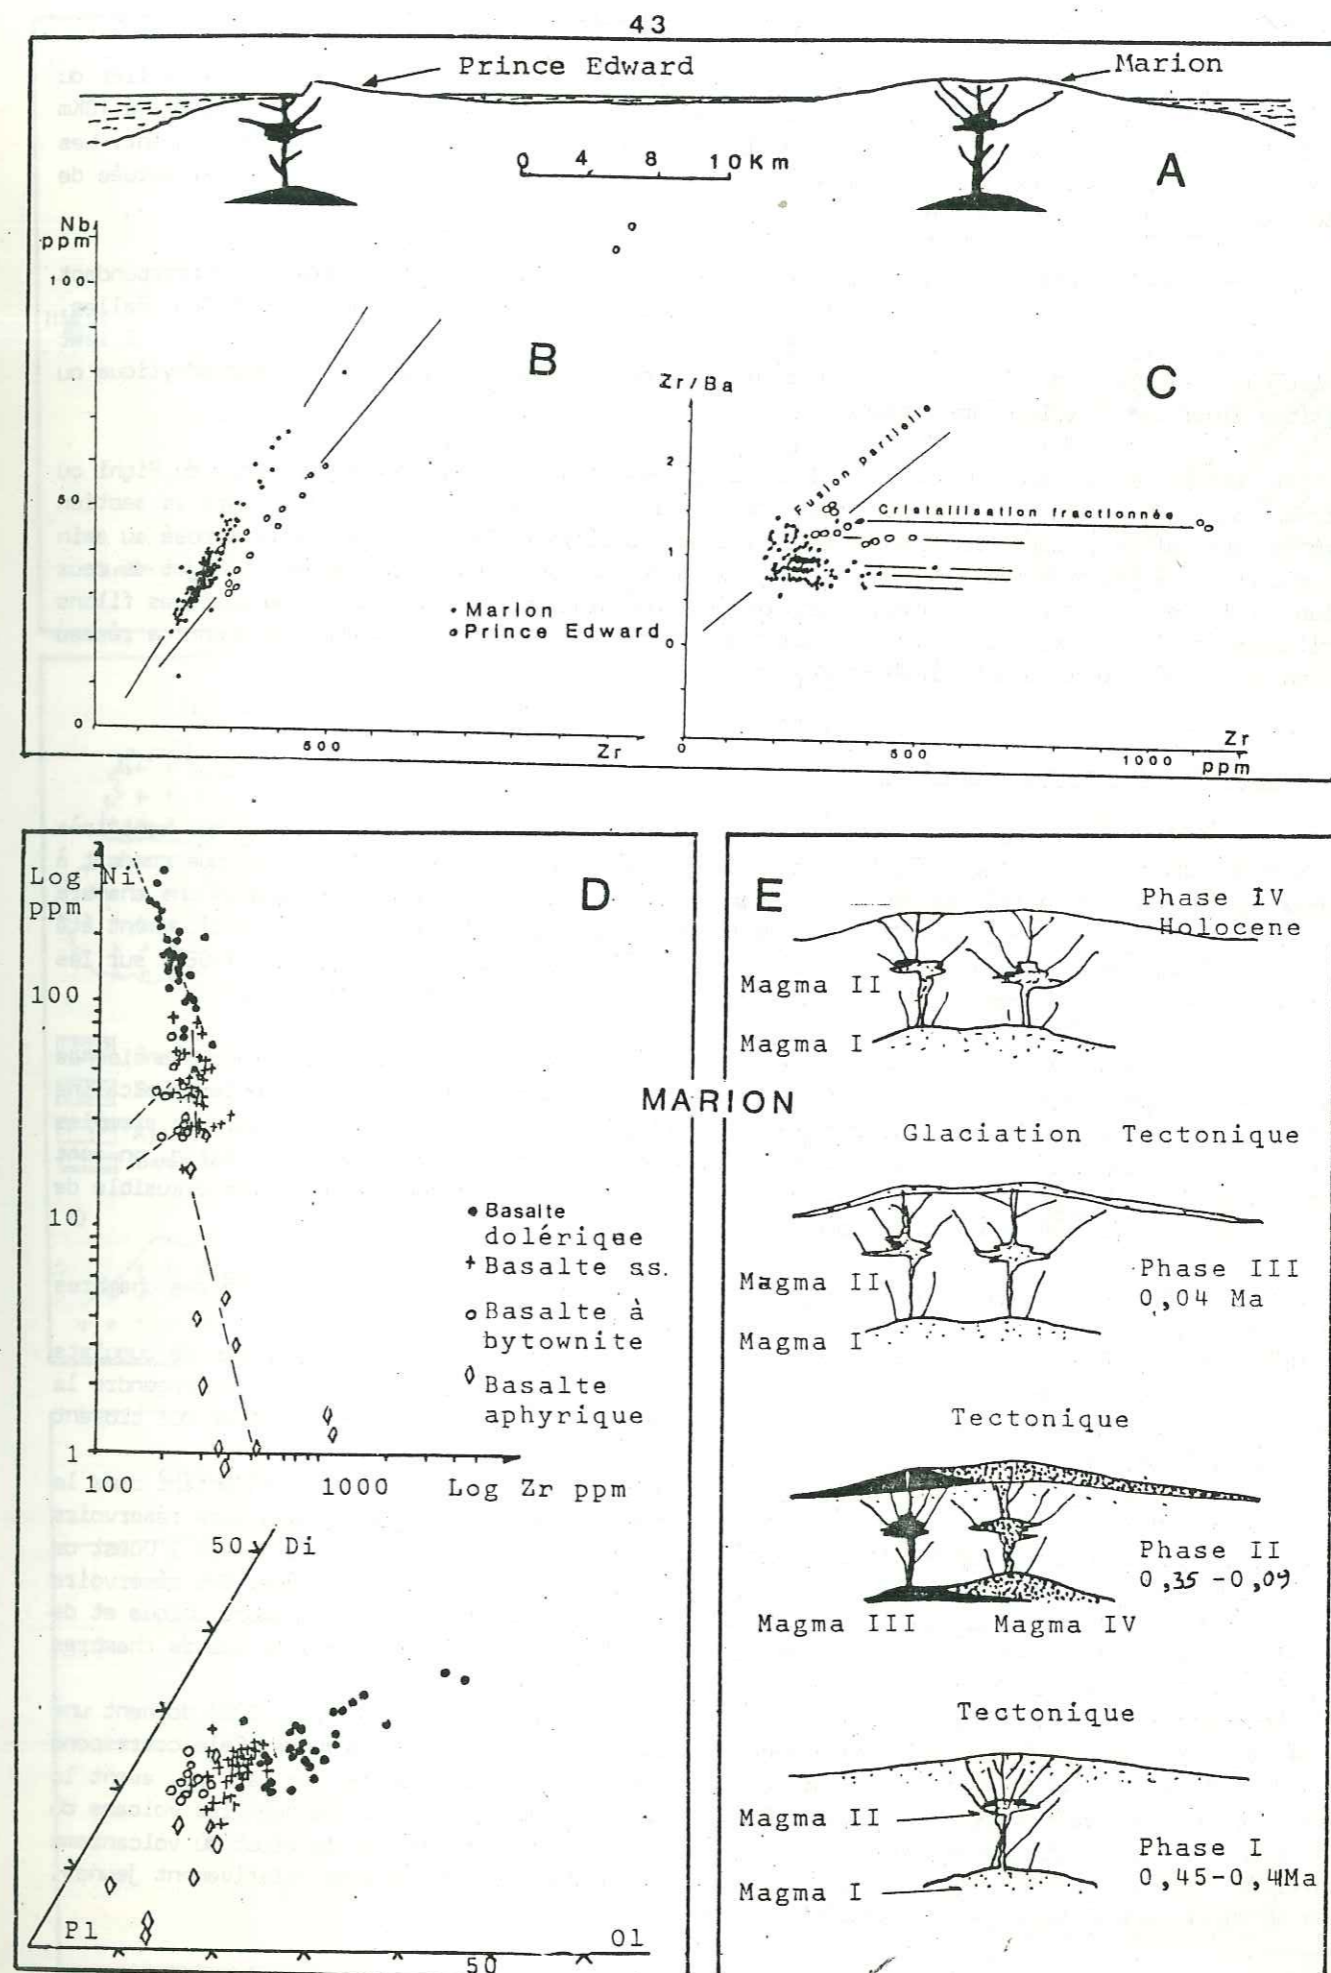 43
Prince Edward
Marion
0 4 8 10 Km
A
Nb
ppm
100
50
0
500
Zr
B
• Marion
o Prince Edward
Zr/Ba
2
1
0
C
Fusion partielle
Cristallisation fractionnée
0
500
1000
Zr
ppm
Log Ni
ppm
D
100
10
1
100
1000
Log Zr ppm
• Basalte
dolérique
+ Basalte as.
o Basalte à
bytownite
◊ Basalte
aphyrique
50 Di
Pl
Ol
50
MARION
E
Phase IV
Holocene
Magma II
Magma I
Glaciation Tectonique
Magma II
Phase III
0,04 Ma
Magma I
Tectonique
Phase II
0,35-0,09
Magma III
Magma IV
Tectonique
Magma II
Phase I
0,45-0,4Ma
Magma I